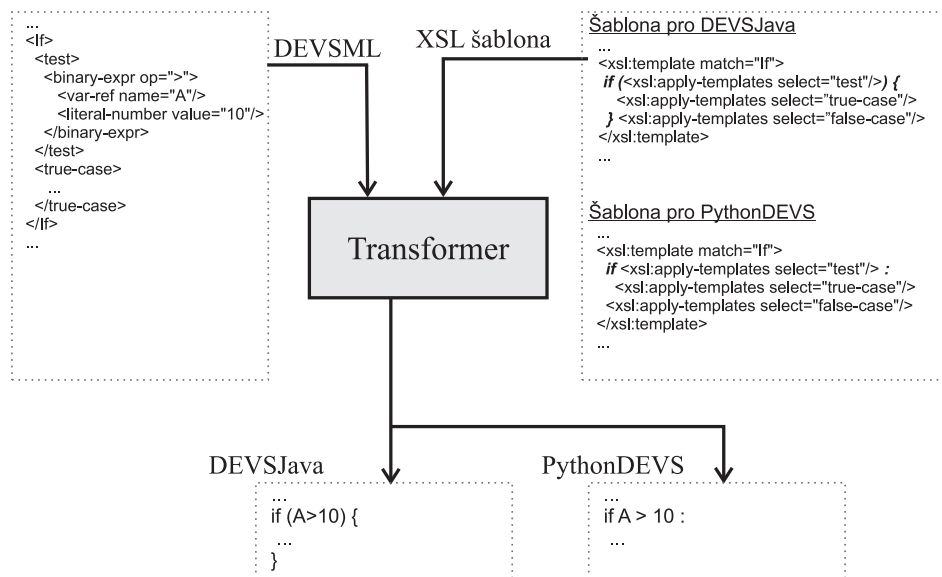 ...
<If>
<test>
<binary-expr op=">">
<var-ref name="A"/>
<literal-number value="10"/>
</binary-expr>
</test>
<true-case>
...
</true-case>
</If>
...
DEVSML
XSL šablona
Šablona pro DEVSJava
...
<xsl:template match="If">
if (<xsl:apply-templates select="test"/>) {
<xsl:apply-templates select="true-case"/>
} <xsl:apply-templates select="false-case"/>
</xsl:template>
...
Šablona pro PythonDEVS
...
<xsl:template match="If">
if <xsl:apply-templates select="test"/> :
<xsl:apply-templates select="true-case"/>
<xsl:apply-templates select="false-case"/>
</xsl:template>
...
Transformer
DEVSJava
...
if (A>10) {
...
}
PythonDEVS
...
if A > 10 :
...